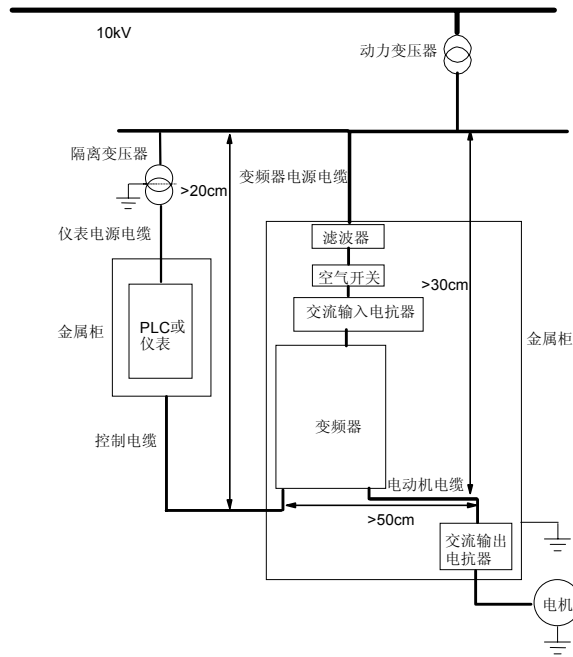 10kV
动力变压器
隔离变压器
变频器电源电缆
>20cm
仪表电源电缆
滤波器
空气开关
>30cm
交流输入电抗器
PLC或
仪表
金属柜
金属柜
变频器
控制电缆
电动机电缆
>50cm
交流输出
电抗器
电机